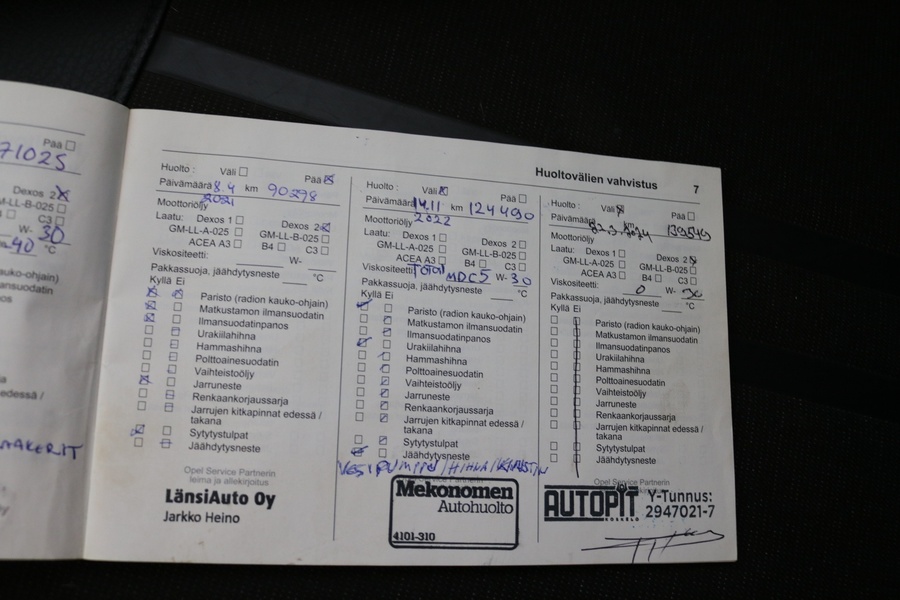 71025
Pää
Dexos 2
GM-LL-B-025
C3
W- 30
-40 °C
AKERIT
Huoltovälien vahvistus 7
Huolto : Väli Pää
Päivämäärä 8.4 km 90298
2021
Moottoriöljy
Laatu: Dexos 1 Dexos 2
GM-LL-A-025 GM-LL-B-025
ACEA A3 B4 C3
Viskositeetti: W-
Pakkassuoja, jäähdytysneste °C
Kyllä Ei
Paristo (radion kauko-ohjain)
Matkustamon ilmansuodatin
Ilmansuodatinpanos
Urakiilahihna
Hammashihna
Polttoainesuodatin
Vaihteistoöljy
Jarruneste
Renkaankorjaussarja
Jarrujen kitkapinnat edessä /
takana
Sytytystulpat
Jäähdytysneste
Opel Service Partnerin
leima ja allekirjoitus
LänsiAuto Oy
Jarkko Heino
Huolto : Väli Pää
Päivämäärä 14.11 km 124490
2022
Moottoriöljy
Laatu: Dexos 1 Dexos 2
GM-LL-A-025 GM-LL-B-025
ACEA A3 B4 C3
Viskositeetti: Total MDC5 W- 30
Pakkassuoja, jäähdytysneste °C
Kyllä Ei
Paristo (radion kauko-ohjain)
Matkustamon ilmansuodatin
Ilmansuodatinpanos
Urakiilahihna
Hammashihna
Polttoainesuodatin
Vaihteistoöljy
Jarruneste
Renkaankorjaussarja
Jarrujen kitkapinnat edessä /
takana
Sytytystulpat
Jäähdytysneste
VESIPUMPPU/HIHNA/KIRISTIN
Mekonomen
Autohuolto
4101-310
Huolto : Väli Pää
Päivämäärä km 139549
Moottoriöljy
Laatu: Dexos 1 Dexos 2
GM-LL-A-025 GM-LL-B-025
ACEA A3 B4 C3
Viskositeetti: 0 W- 30
Pakkassuoja, jäähdytysneste °C
Kyllä Ei
Paristo (radion kauko-ohjain)
Matkustamon ilmansuodatin
Ilmansuodatinpanos
Urakiilahihna
Hammashihna
Polttoainesuodatin
Vaihteistoöljy
Jarruneste
Renkaankorjaussarja
Jarrujen kitkapinnat edessä /
takana
Sytytystulpat
Jäähdytysneste
Opel Service Partnerin
AUTOPIT Y-Tunnus:
2947021-7